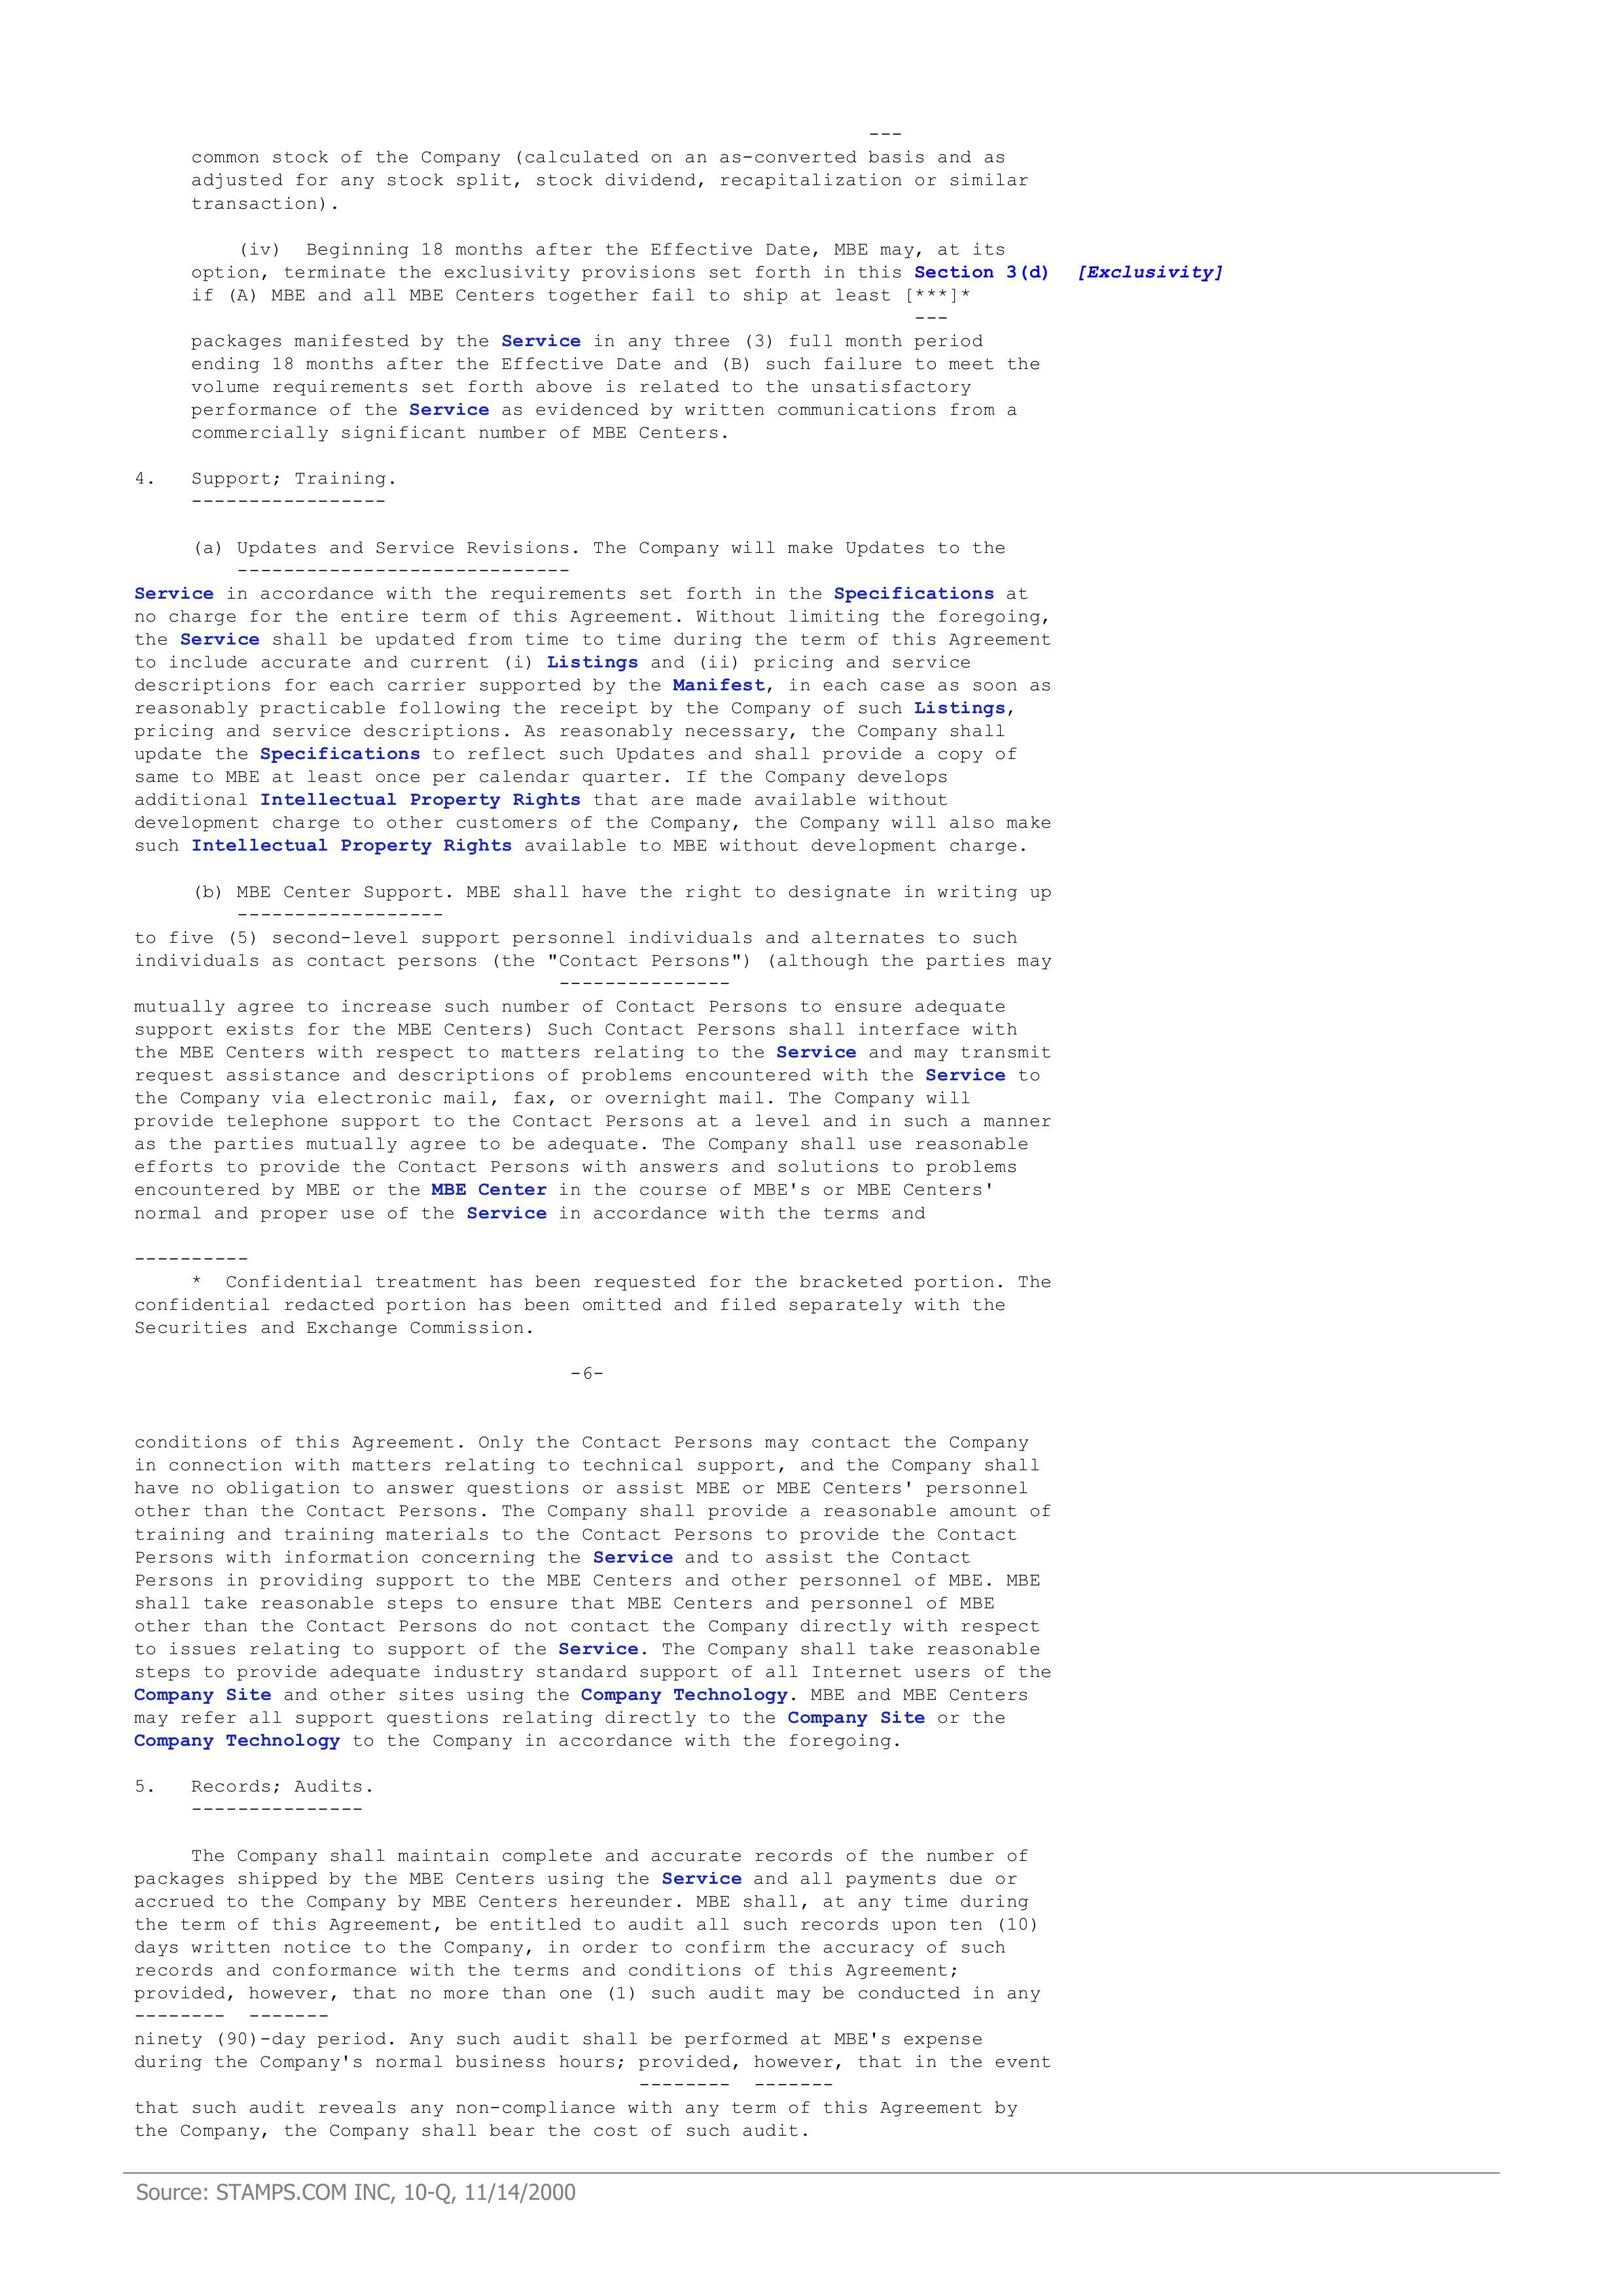 ---
common stock of the Company (calculated on an as-converted basis and as
adjusted for any stock split, stock dividend, recapitalization or similar
transaction).
(iv)  Beginning 18 months after the Effective Date, MBE may, at its
option, terminate the exclusivity provisions set forth in this Section 3(d)  [Exclusivity]
if (A) MBE and all MBE Centers together fail to ship at least [***]*
---
packages manifested by the Service in any three (3) full month period
ending 18 months after the Effective Date and (B) such failure to meet the
volume requirements set forth above is related to the unsatisfactory
performance of the Service as evidenced by written communications from a
commercially significant number of MBE Centers.
4.   Support; Training.
-----------------
(a) Updates and Service Revisions. The Company will make Updates to the
-----------------------------
Service in accordance with the requirements set forth in the Specifications at
no charge for the entire term of this Agreement. Without limiting the foregoing,
the Service shall be updated from time to time during the term of this Agreement
to include accurate and current (i) Listings and (ii) pricing and service
descriptions for each carrier supported by the Manifest, in each case as soon as
reasonably practicable following the receipt by the Company of such Listings,
pricing and service descriptions. As reasonably necessary, the Company shall
update the Specifications to reflect such Updates and shall provide a copy of
same to MBE at least once per calendar quarter. If the Company develops
additional Intellectual Property Rights that are made available without
development charge to other customers of the Company, the Company will also make
such Intellectual Property Rights available to MBE without development charge.
(b) MBE Center Support. MBE shall have the right to designate in writing up
------------------
to five (5) second-level support personnel individuals and alternates to such
individuals as contact persons (the "Contact Persons") (although the parties may
---------------
mutually agree to increase such number of Contact Persons to ensure adequate
support exists for the MBE Centers) Such Contact Persons shall interface with
the MBE Centers with respect to matters relating to the Service and may transmit
request assistance and descriptions of problems encountered with the Service to
the Company via electronic mail, fax, or overnight mail. The Company will
provide telephone support to the Contact Persons at a level and in such a manner
as the parties mutually agree to be adequate. The Company shall use reasonable
efforts to provide the Contact Persons with answers and solutions to problems
encountered by MBE or the MBE Center in the course of MBE's or MBE Centers'
normal and proper use of the Service in accordance with the terms and
----------
*  Confidential treatment has been requested for the bracketed portion. The
confidential redacted portion has been omitted and filed separately with the
Securities and Exchange Commission.
-6-
conditions of this Agreement. Only the Contact Persons may contact the Company
in connection with matters relating to technical support, and the Company shall
have no obligation to answer questions or assist MBE or MBE Centers' personnel
other than the Contact Persons. The Company shall provide a reasonable amount of
training and training materials to the Contact Persons to provide the Contact
Persons with information concerning the Service and to assist the Contact
Persons in providing support to the MBE Centers and other personnel of MBE. MBE
shall take reasonable steps to ensure that MBE Centers and personnel of MBE
other than the Contact Persons do not contact the Company directly with respect
to issues relating to support of the Service. The Company shall take reasonable
steps to provide adequate industry standard support of all Internet users of the
Company Site and other sites using the Company Technology. MBE and MBE Centers
may refer all support questions relating directly to the Company Site or the
Company Technology to the Company in accordance with the foregoing.
5.   Records; Audits.
---------------
The Company shall maintain complete and accurate records of the number of
packages shipped by the MBE Centers using the Service and all payments due or
accrued to the Company by MBE Centers hereunder. MBE shall, at any time during
the term of this Agreement, be entitled to audit all such records upon ten (10)
days written notice to the Company, in order to confirm the accuracy of such
records and conformance with the terms and conditions of this Agreement;
provided, however, that no more than one (1) such audit may be conducted in any
--------  -------
ninety (90)-day period. Any such audit shall be performed at MBE's expense
during the Company's normal business hours; provided, however, that in the event
--------  -------
that such audit reveals any non-compliance with any term of this Agreement by
the Company, the Company shall bear the cost of such audit.
Source: STAMPS.COM INC, 10-Q, 11/14/2000